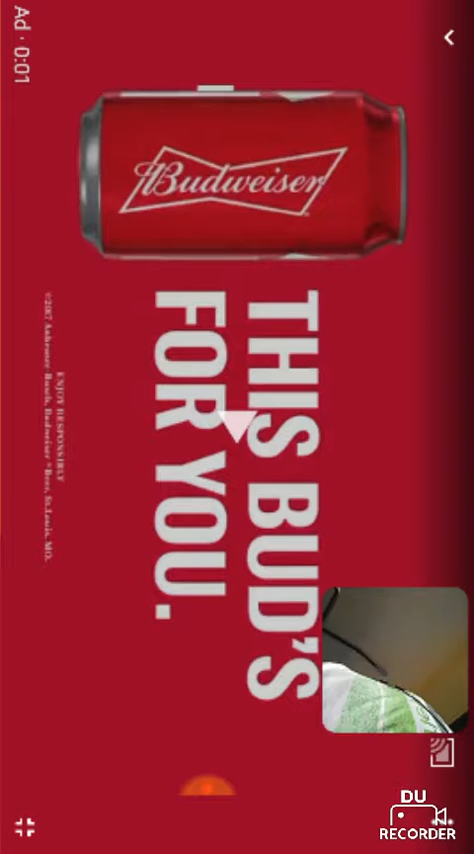 Ad · 0:01
Budweiser
THIS BUD'S
FOR YOU.
ENJOY RESPONSIBLY
©2017 Anheuser-Busch, Budweiser® Beer, St. Louis, MO.
DU
RECORDER